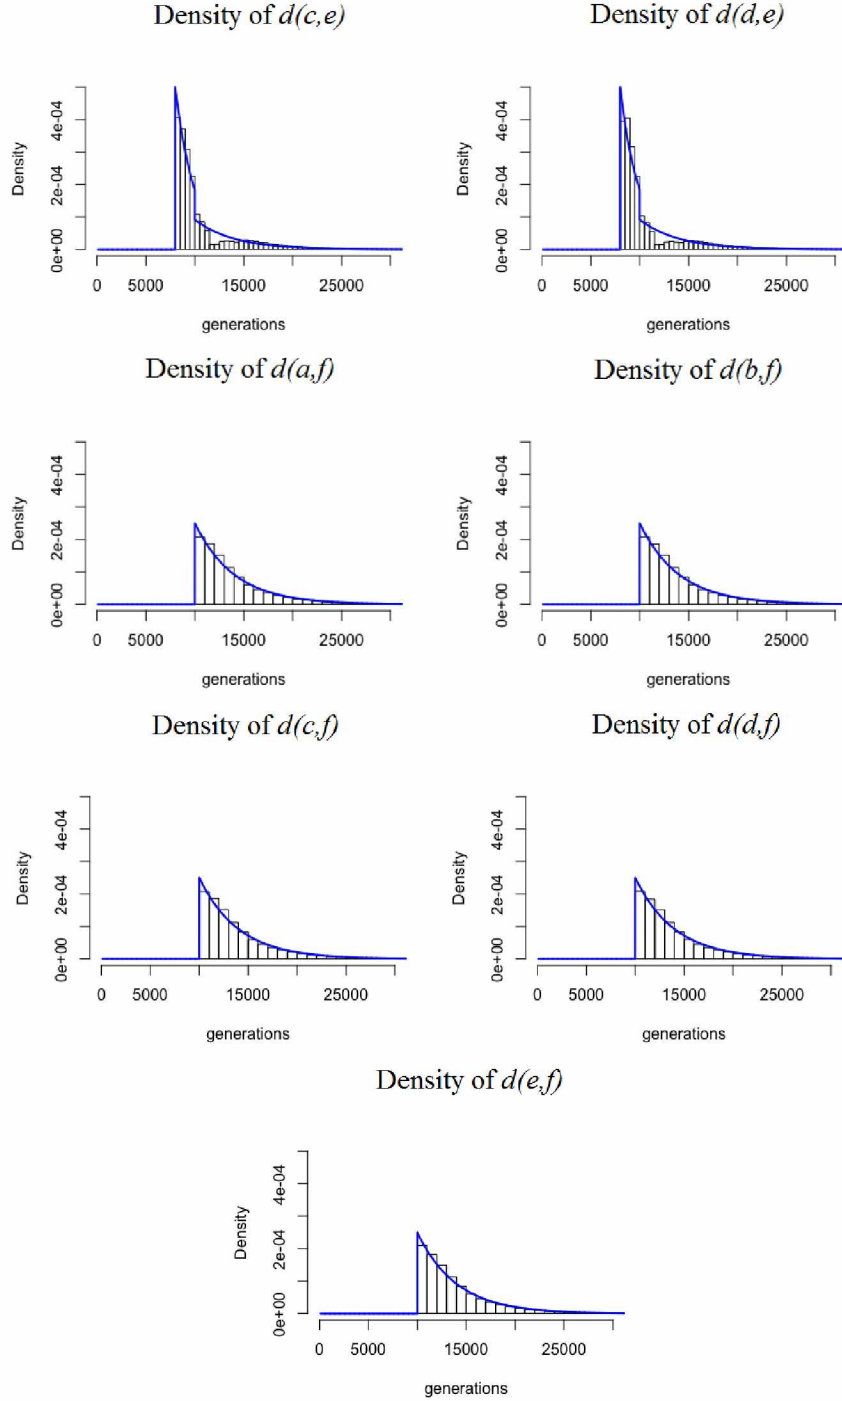 Density of d(c,e)
Density of d(d,e)
Density
0e+00 2e-04 4e-04
0 5000 15000 25000
generations
Density
0e+00 2e-04 4e-04
0 5000 15000 25000
generations
Density of d(a,f)
Density of d(b,f)
Density
0e+00 2e-04 4e-04
0 5000 15000 25000
generations
Density
0e+00 2e-04 4e-04
0 5000 15000 25000
generations
Density of d(c,f)
Density of d(d,f)
Density
0e+00 2e-04 4e-04
0 5000 15000 25000
generations
Density
0e+00 2e-04 4e-04
0 5000 15000 25000
generations
Density of d(e,f)
Density
0e+00 2e-04 4e-04
0 5000 15000 25000
generations